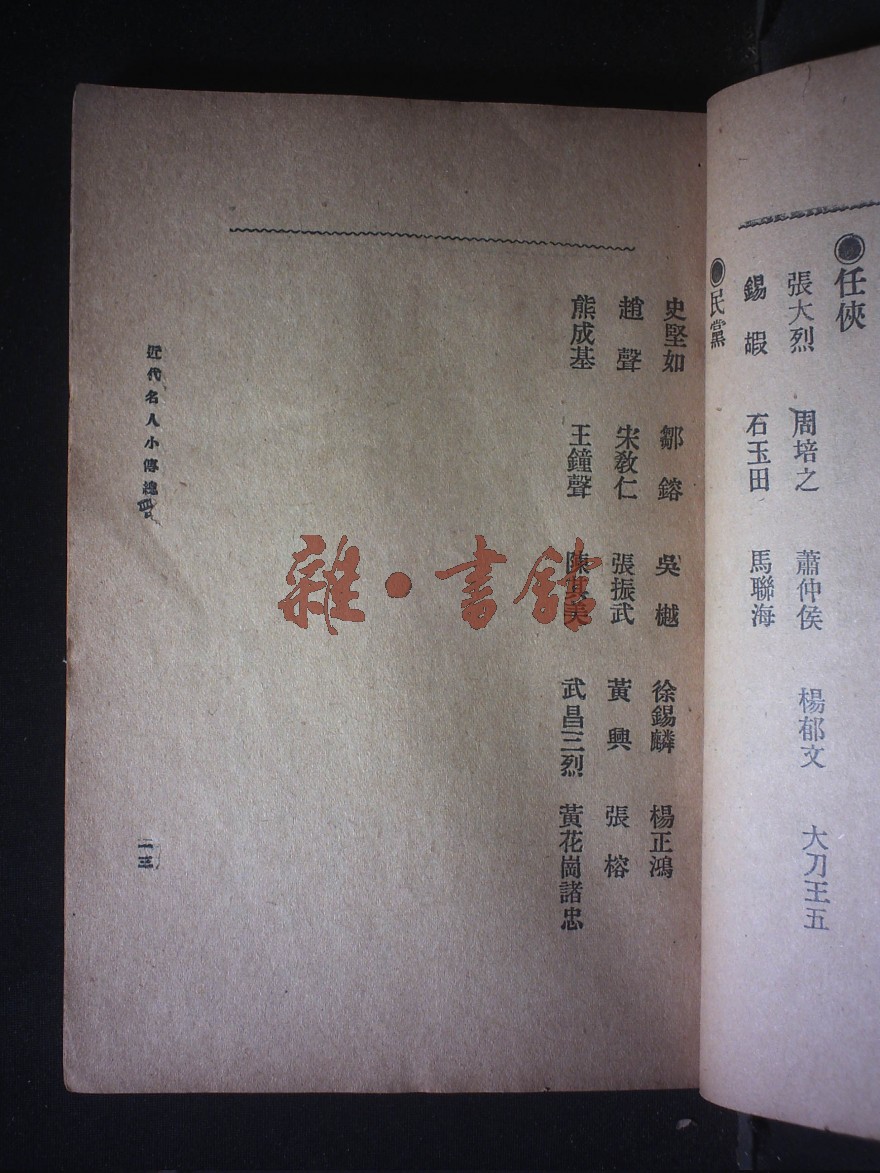 ◉任俠
張大烈 周培之 蕭仲侯 楊郁文 大刀王五
錫嘏 石玉田 馬聯海
◉民黨
史堅如 鄒鎔 吳樾 徐錫麟 楊正鴻
趙聲 宋敎仁 張振武 黃興 張榕
熊成基 王鐘聲 陳其美 武昌三烈 黃花崗諸忠
近代名人小傳總目
二三
雜·書館